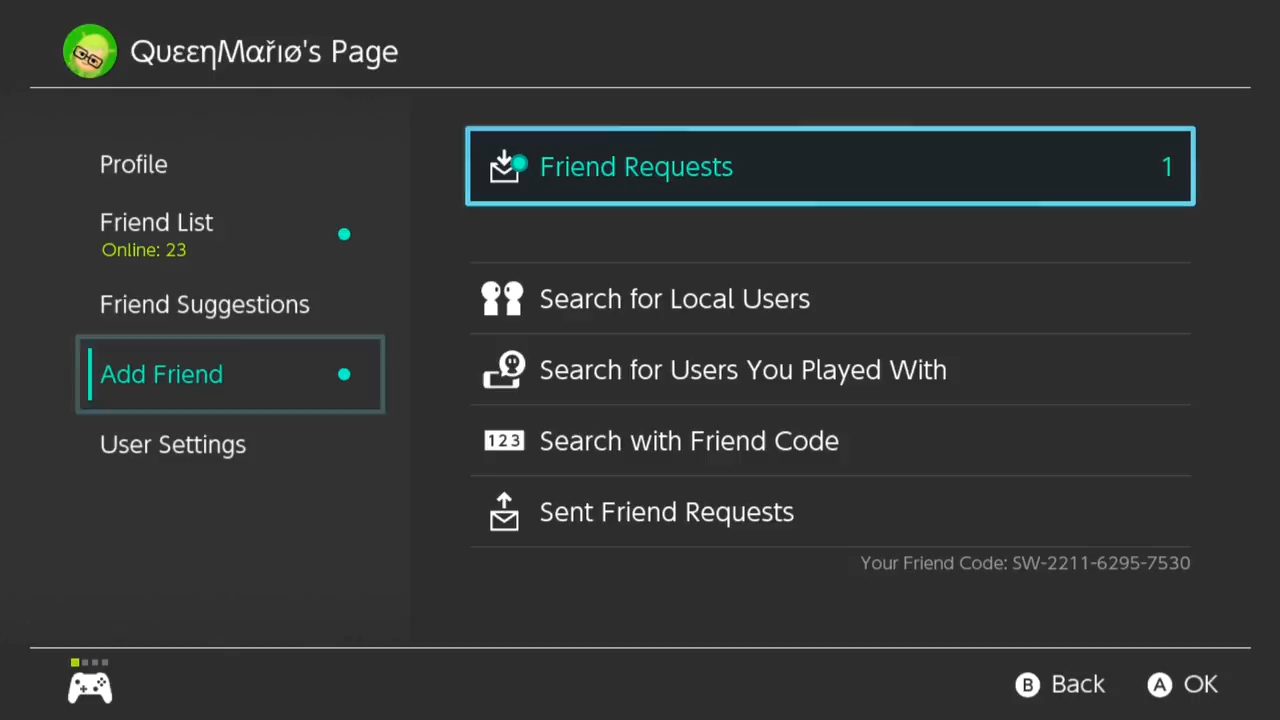 QυεεηMαřıø's Page
Profile
Friend List
Online: 23
Friend Suggestions
Add Friend
User Settings
Friend Requests 1
Search for Local Users
Search for Users You Played With
123 Search with Friend Code
Sent Friend Requests
Your Friend Code: SW-2211-6295-7530
B Back A OK